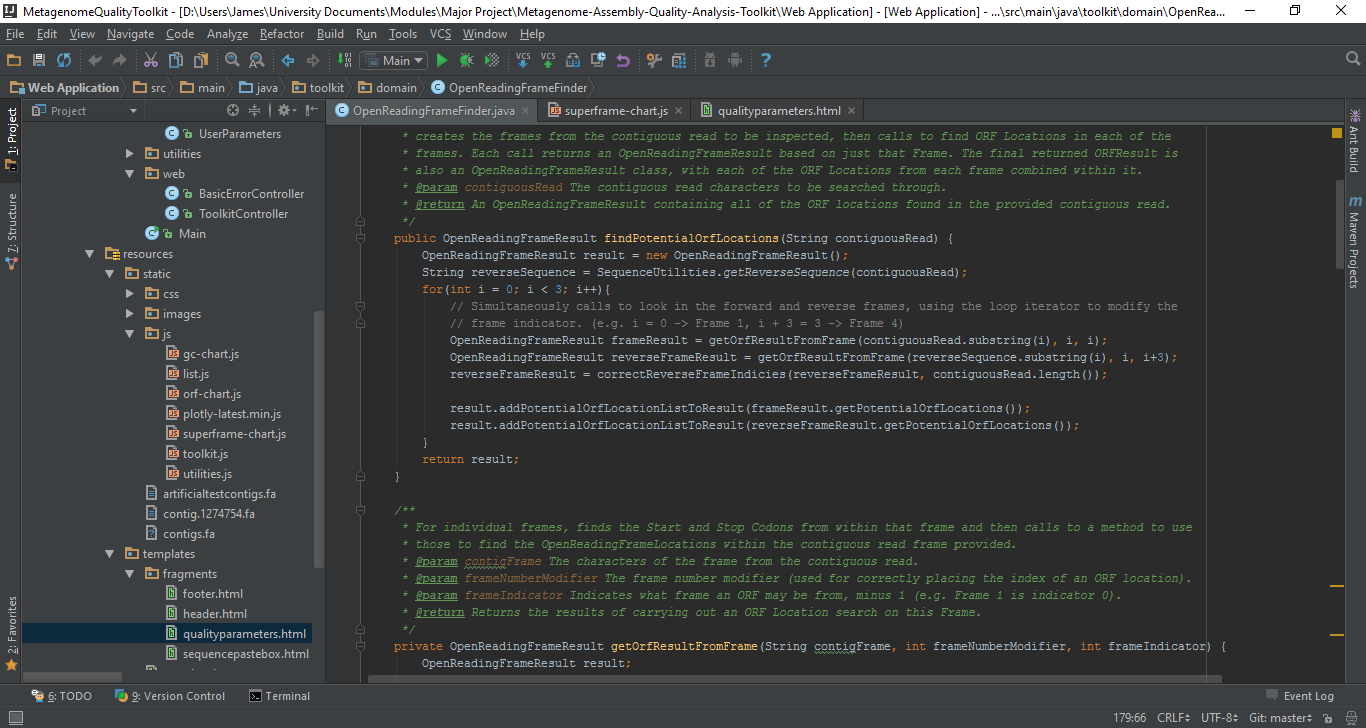 MetagenomeQualityToolkit - [D:\Users\James\University Documents\Modules\Major Project\Metagenome-Assembly-Quality-Analysis-Toolkit\Web Application] - [Web Application] - ...\src\main\java\toolkit\domain\OpenRea...
File Edit View Navigate Code Analyze Refactor Build Run Tools VCS Window Help
Main
Web Application src main java toolkit domain OpenReadingFrameFinder
Project
OpenReadingFrameFinder.java superframe-chart.js qualityparameters.html
1: Project
7: Structure
2: Favorites
UserParameters
utilities
web
BasicErrorController
ToolkitController
Main
resources
static
css
images
js
gc-chart.js
list.js
orf-chart.js
plotly-latest.min.js
superframe-chart.js
toolkit.js
utilities.js
artificialtestcontigs.fa
contig.1274754.fa
contigs.fa
templates
fragments
footer.html
header.html
qualityparameters.html
sequencepastebox.html
* creates the frames from the contiguous read to be inspected, then calls to find ORF Locations in each of the
* frames. Each call returns an OpenReadingFrameResult based on just that Frame. The final returned ORFResult is
* also an OpenReadingFrameResult class, with each of the ORF Locations from each frame combined within it.
* @param contiguousRead The contiguous read characters to be searched through.
* @return An OpenReadingFrameResult containing all of the ORF locations found in the provided contiguous read.
*/
public OpenReadingFrameResult findPotentialOrfLocations(String contiguousRead) {
OpenReadingFrameResult result = new OpenReadingFrameResult();
String reverseSequence = SequenceUtilities.getReverseSequence(contiguousRead);
for(int i = 0; i < 3; i++){
// Simultaneously calls to look in the forward and reverse frames, using the loop iterator to modify the
// frame indicator. (e.g. i = 0 -> Frame 1, i + 3 = 3 -> Frame 4)
OpenReadingFrameResult frameResult = getOrfResultFromFrame(contiguousRead.substring(i), i, i);
OpenReadingFrameResult reverseFrameResult = getOrfResultFromFrame(reverseSequence.substring(i), i, i+3);
reverseFrameResult = correctReverseFrameIndicies(reverseFrameResult, contiguousRead.length());
result.addPotentialOrfLocationListToResult(frameResult.getPotentialOrfLocations());
result.addPotentialOrfLocationListToResult(reverseFrameResult.getPotentialOrfLocations());
}
return result;
}
/**
* For individual frames, finds the Start and Stop Codons from within that frame and then calls to a method to use
* those to find the OpenReadingFrameLocations within the contiguous read frame provided.
* @param contigFrame The characters of the frame from the contiguous read.
* @param frameNumberModifier The frame number modifier (used for correctly placing the index of an ORF location).
* @param frameIndicator Indicates what frame an ORF may be from, minus 1 (e.g. Frame 1 is indicator 0).
* @return Returns the results of carrying out an ORF Location search on this Frame.
*/
private OpenReadingFrameResult getOrfResultFromFrame(String contigFrame, int frameNumberModifier, int frameIndicator) {
OpenReadingFrameResult result;
Ant Build
Maven Projects
6: TODO 9: Version Control Terminal Event Log
179:66 CRLF UTF-8 Git: master